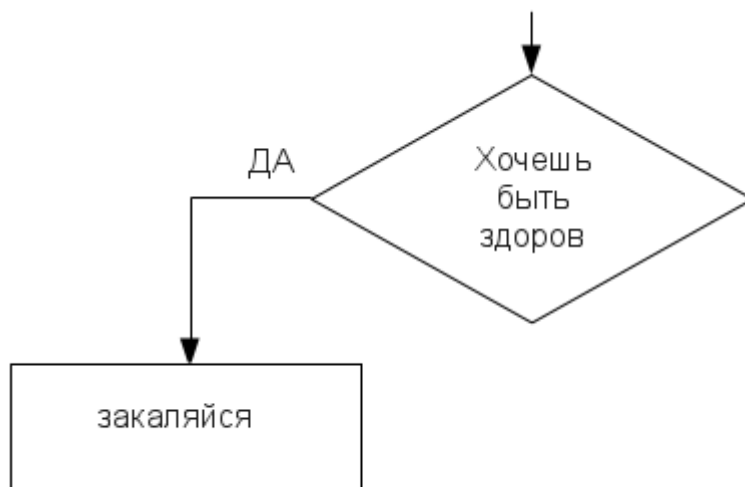 ДА
Хочешь
быть
здоров
закаляйся